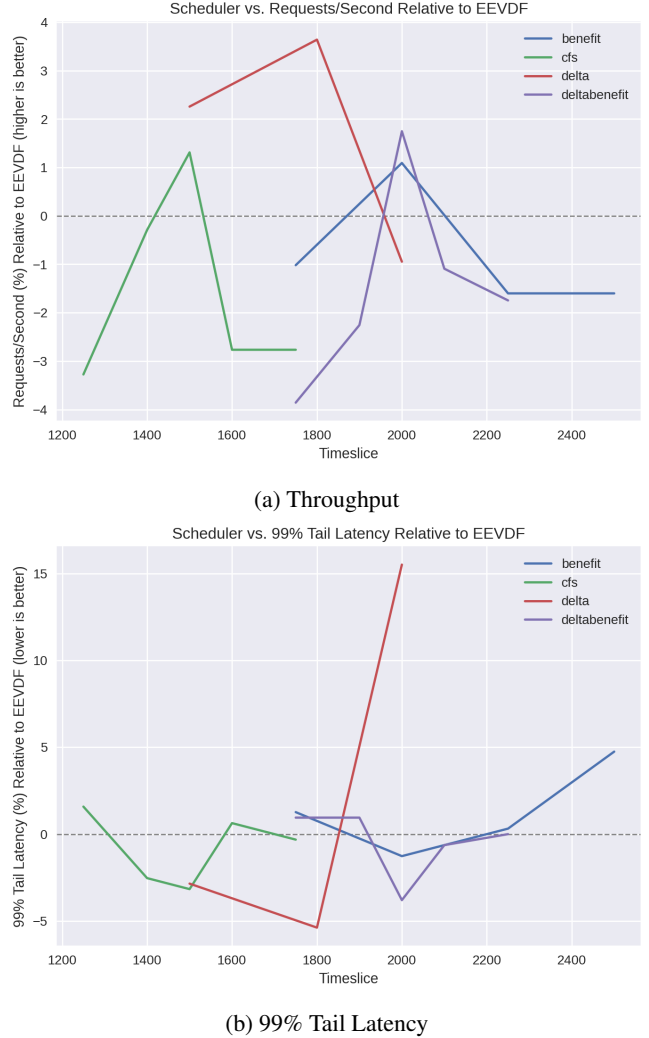 Scheduler vs. Requests/Second Relative to EEVDF
Requests/Second (%) Relative to EEVDF (higher is better)
4
3
2
1
0
−1
−2
−3
−4
benefit
cfs
delta
deltabenefit
1200 1400 1600 1800 2000 2200 2400
Timeslice
(a) Throughput
Scheduler vs. 99% Tail Latency Relative to EEVDF
99% Tail Latency (%) Relative to EEVDF (lower is better)
15
10
5
0
−5
benefit
cfs
delta
deltabenefit
1200 1400 1600 1800 2000 2200 2400
Timeslice
(b) 99% Tail Latency